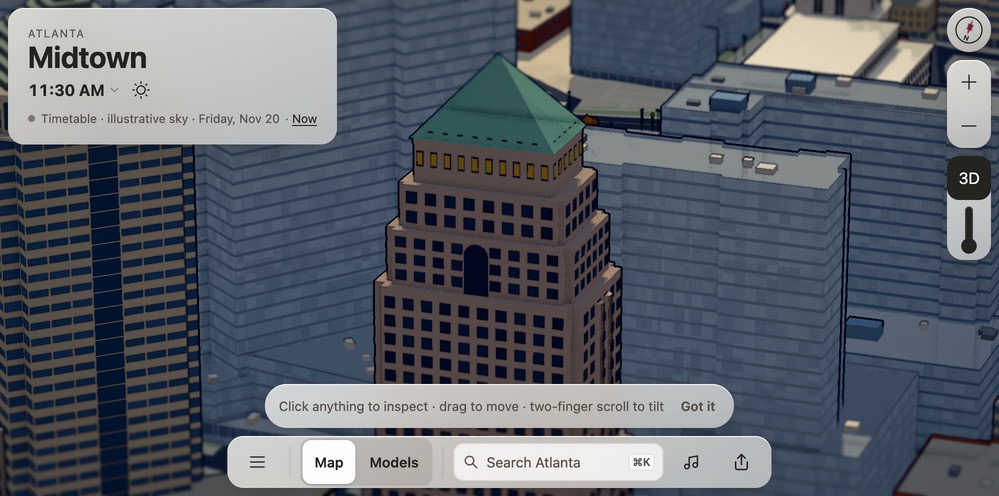 ATLANTA
Midtown
11:30 AM
Timetable · illustrative sky · Friday, Nov 20 · Now
N
+
−
3D
Click anything to inspect · drag to move · two-finger scroll to tilt Got it
Map Models Search Atlanta ⌘K